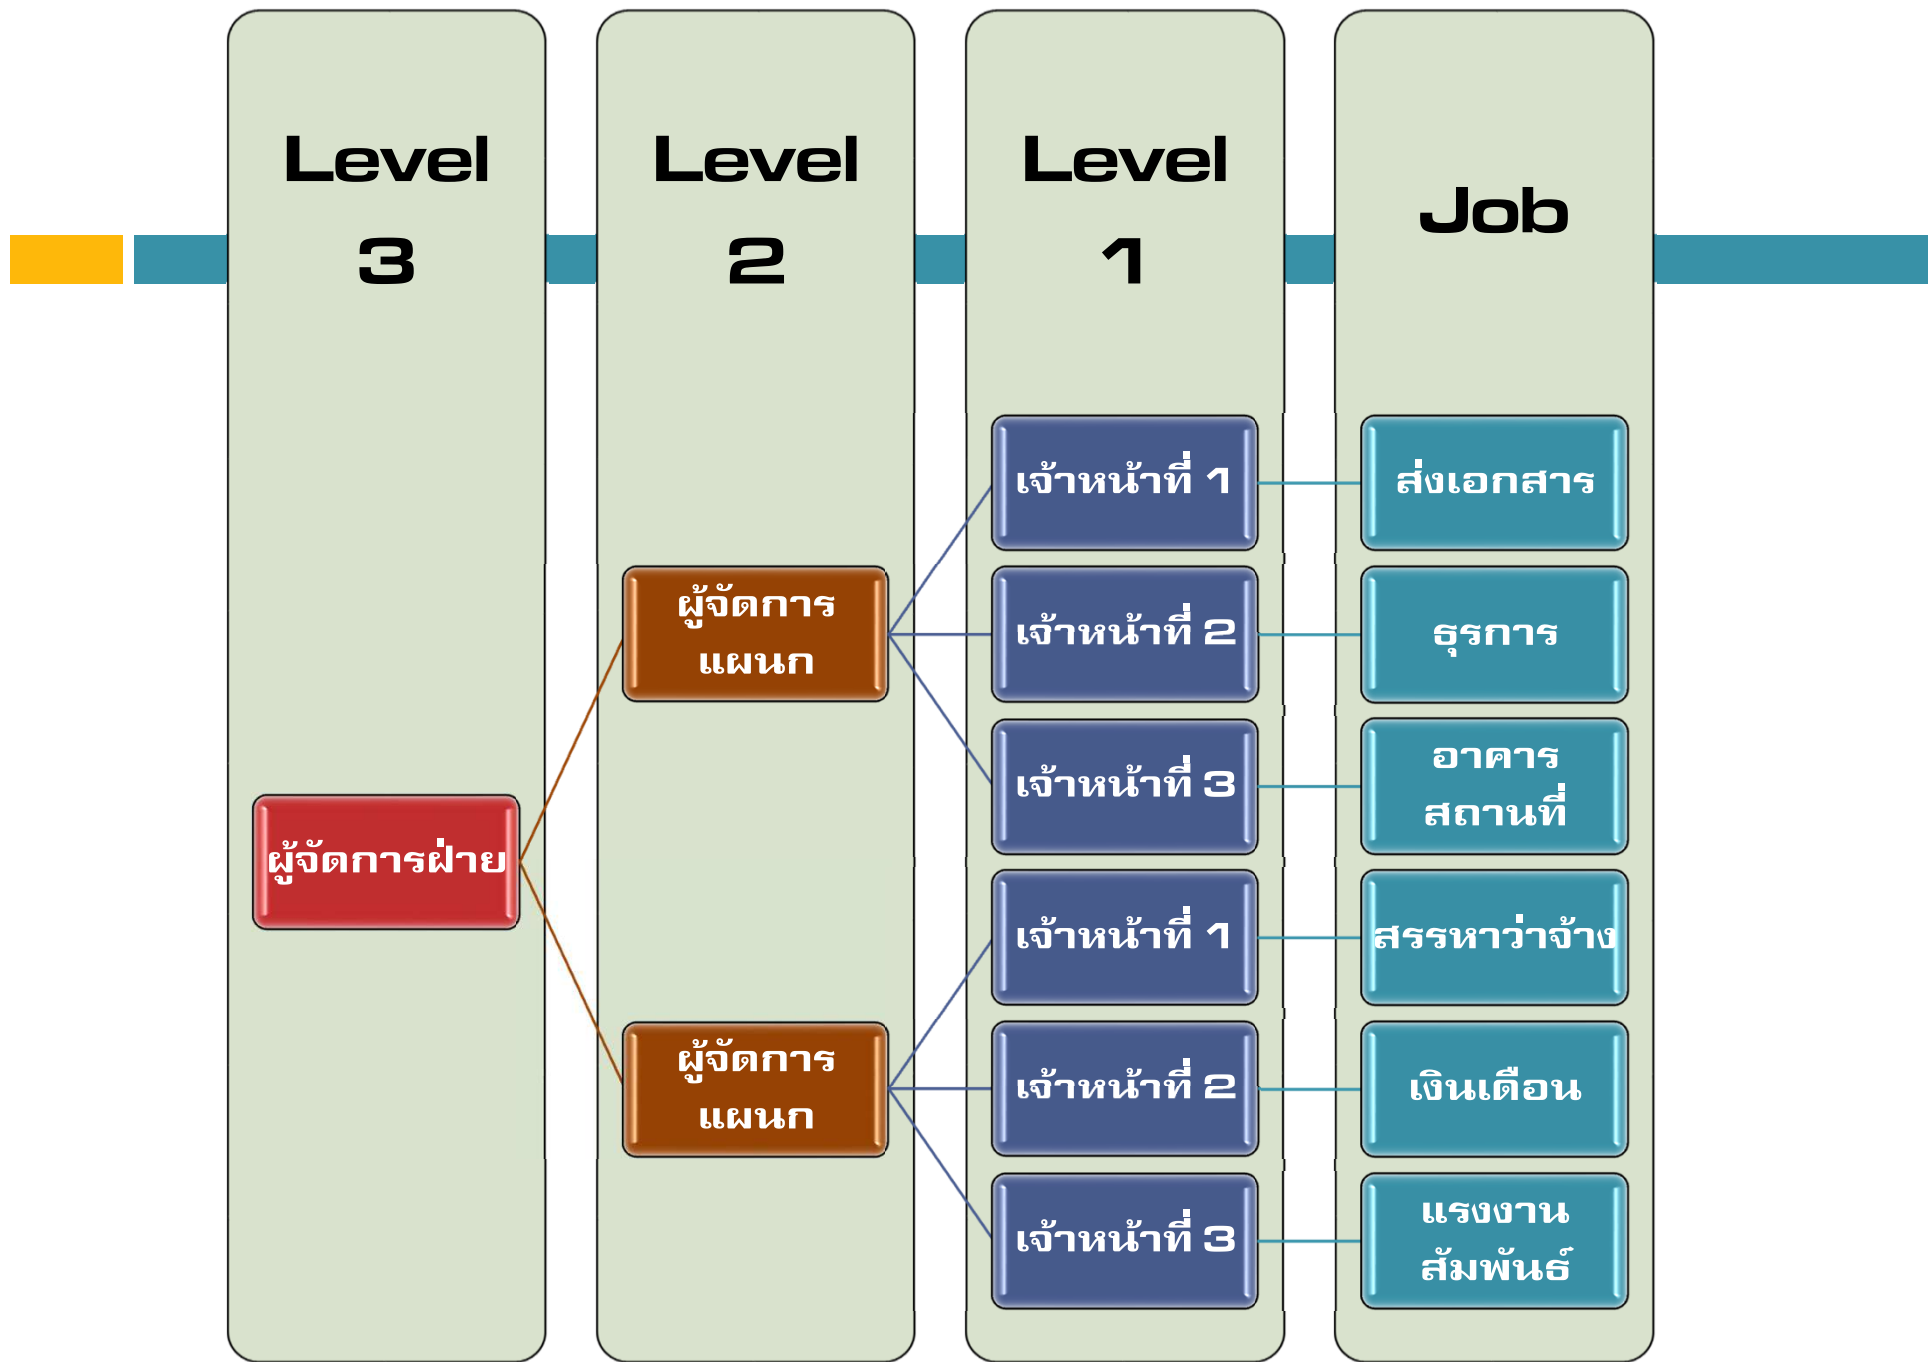 Level
3
Level
2
Level
1
Job
ผู้จัดการฝ่าย
ผู้จัดการ
แผนก
เจ้าหน้าที่ 1
ส่งเอกสาร
เจ้าหน้าที่ 2
ธุรการ
เจ้าหน้าที่ 3
อาคาร
สถานที่
ผู้จัดการ
แผนก
เจ้าหน้าที่ 1
สรรหาว่าจ้าง
เจ้าหน้าที่ 2
เงินเดือน
เจ้าหน้าที่ 3
แรงงาน
สัมพันธ์